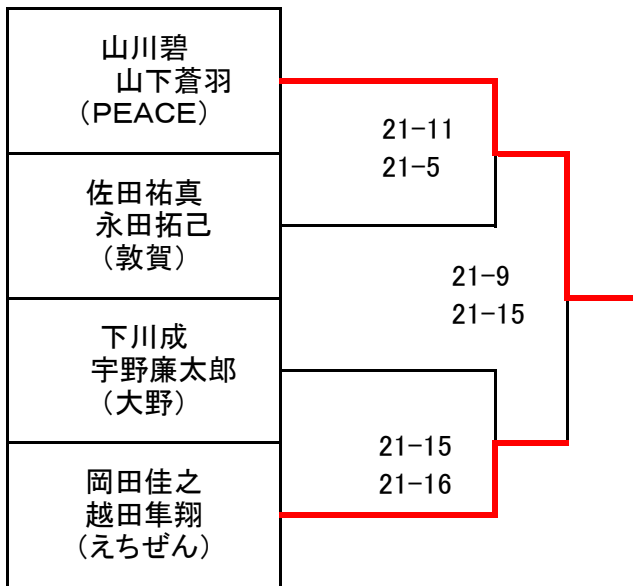 山川碧
山下蒼羽
（PEACE）
21-11
21-5
佐田祐真
永田拓己
（敦賀）
21-9
21-15
下川成
宇野廉太郎
（大野）
21-15
21-16
岡田佳之
越田隼翔
（えちぜん）